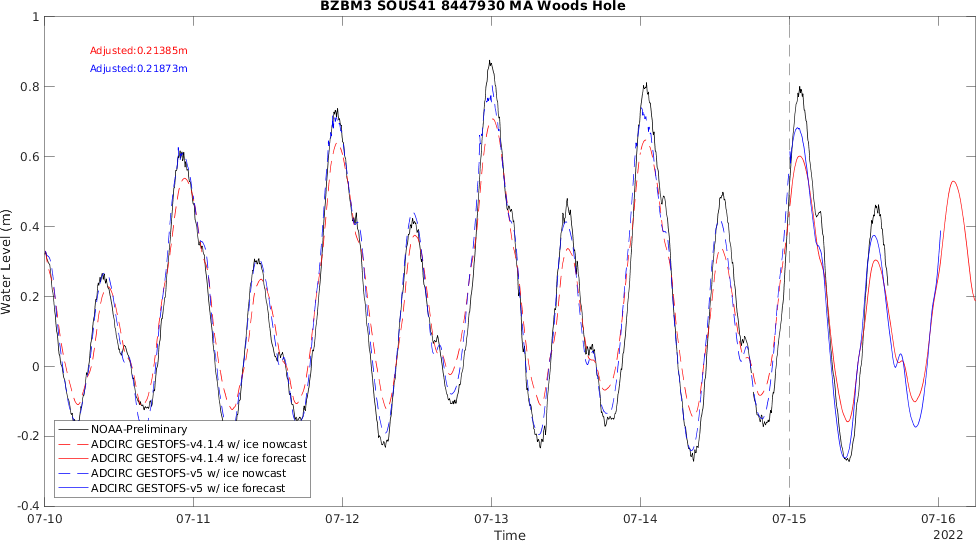 BZBM3 SOUS41 8447930 MA Woods Hole
Adjusted:0.21385m
Adjusted:0.21873m
Water Level (m)
1
0.8
0.6
0.4
0.2
0
-0.2
-0.4
NOAA-Preliminary
ADCIRC GESTOFS-v4.1.4 w/ ice nowcast
ADCIRC GESTOFS-v4.1.4 w/ ice forecast
ADCIRC GESTOFS-v5 w/ ice nowcast
ADCIRC GESTOFS-v5 w/ ice forecast
07-10 07-11 07-12 07-13 07-14 07-15 07-16
Time
2022